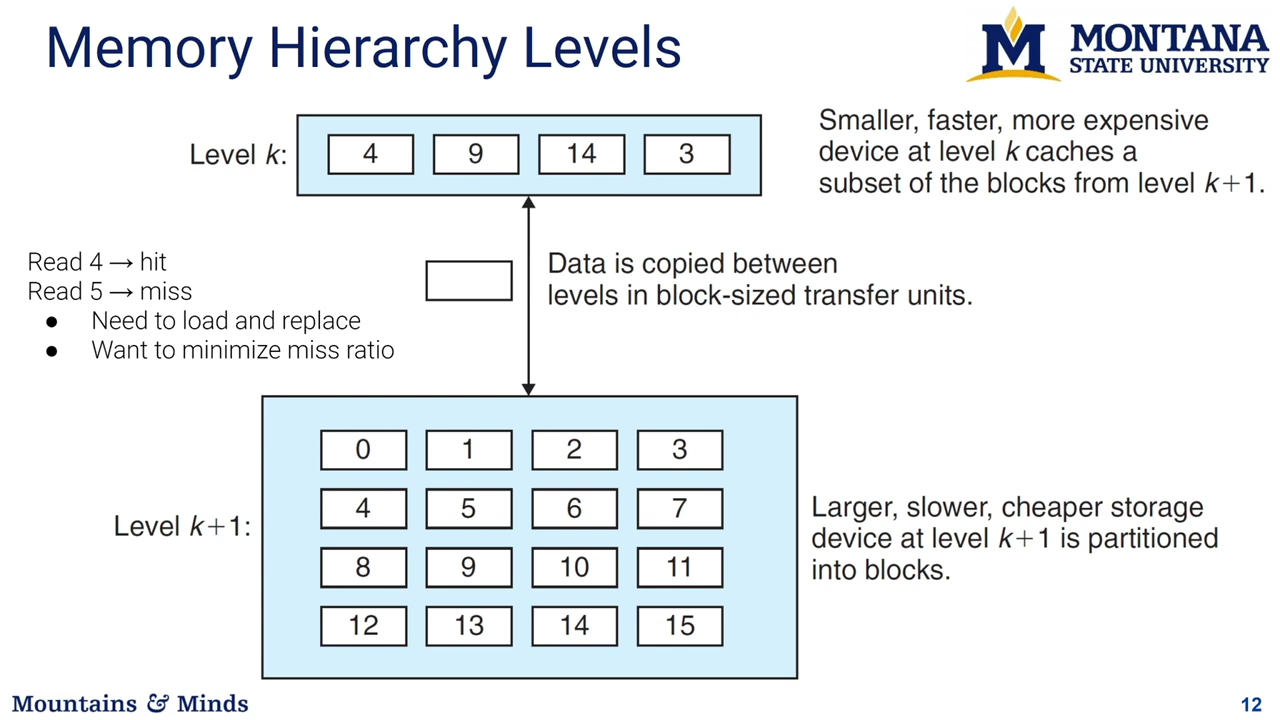 Memory Hierarchy Levels
MONTANA
STATE UNIVERSITY
Level k:
4 9 14 3
Smaller, faster, more expensive
device at level k caches a
subset of the blocks from level k+1.
Read 4 → hit
Read 5 → miss
● Need to load and replace
● Want to minimize miss ratio
Data is copied between
levels in block-sized transfer units.
Level k+1:
0 1 2 3
4 5 6 7
8 9 10 11
12 13 14 15
Larger, slower, cheaper storage
device at level k+1 is partitioned
into blocks.
Mountains & Minds
12